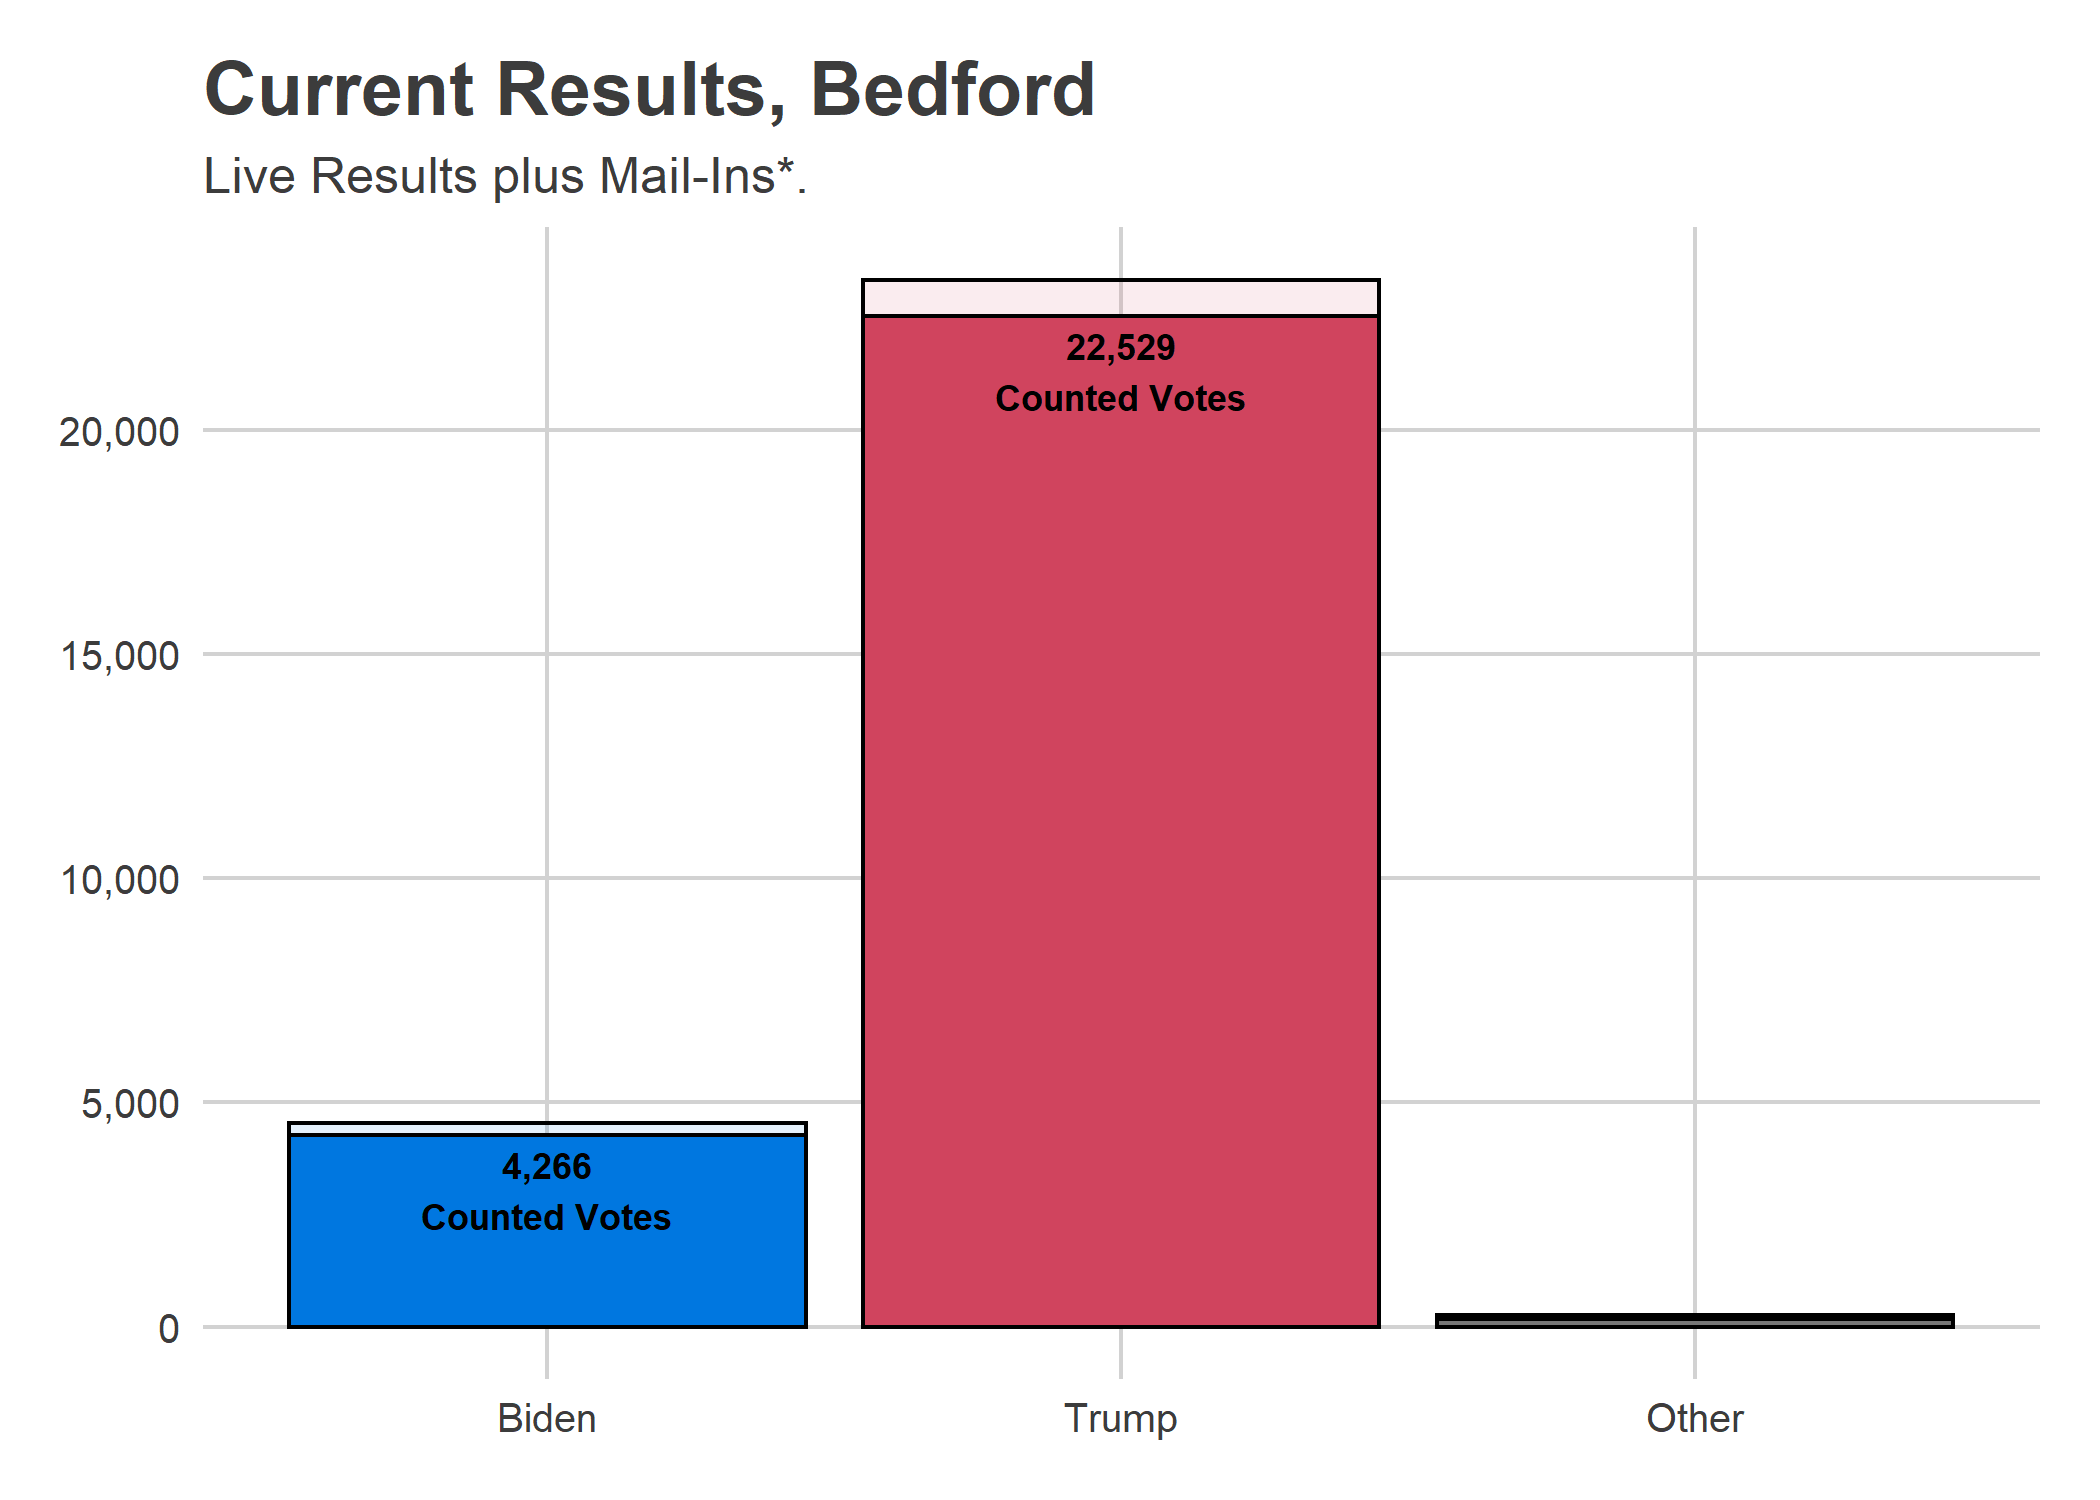 Current Results, Bedford
Live Results plus Mail-Ins*.
22,529
Counted Votes
20,000
15,000
10,000
5,000
4,266
Counted Votes
0
Biden
Trump
Other